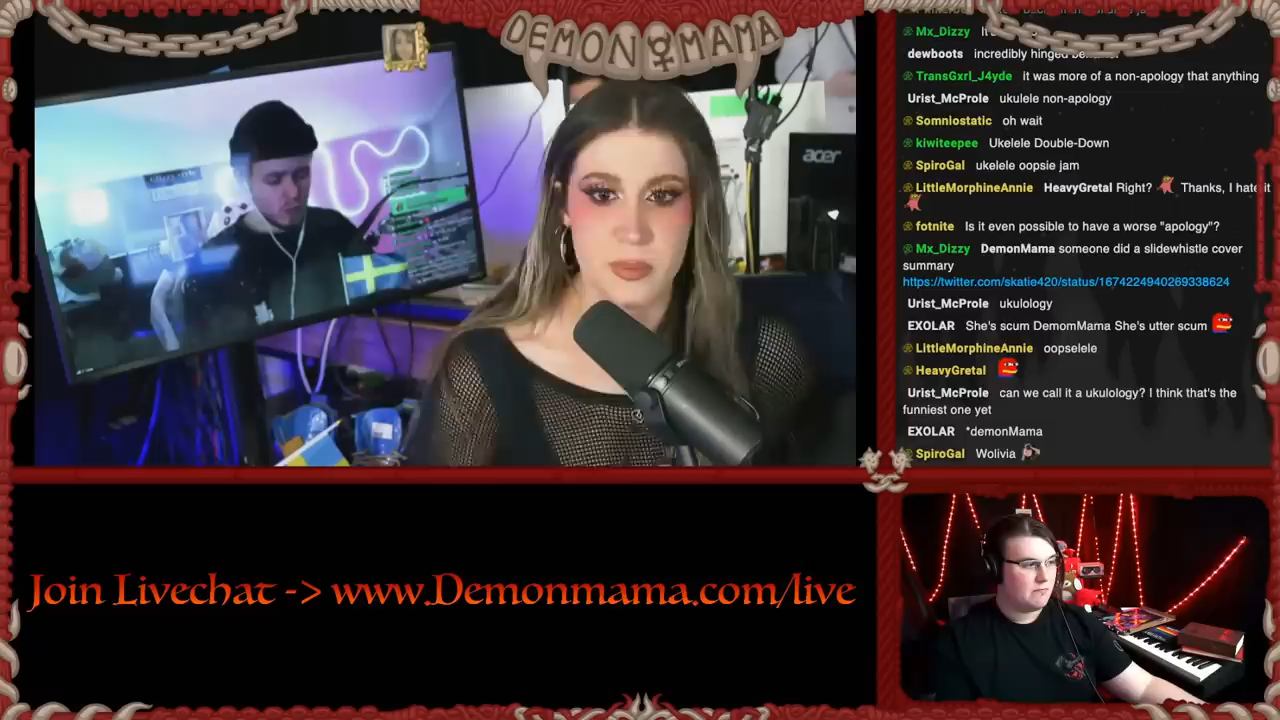 DEMON MAMA
acer
Mx_Dizzy
dewboots incredibly hinged
TransGxrl_J4yde it was more of a non-apology that anything
Urist_McProle ukulele non-apology
Somniostatic oh wait
kiwiteepee Ukelele Double-Down
SpiroGal ukelele oopsie jam
LittleMorphineAnnie HeavyGretal Right? Thanks, I hate it
fotnite Is it even possible to have a worse "apology"?
Mx_Dizzy DemonMama someone did a slidewhistle cover
summary
https://twitter.com/skatie420/status/1674224940269338624
Urist_McProle ukulology
EXOLAR She's scum DemomMama She's utter scum
LittleMorphineAnnie oopselele
HeavyGretal
Urist_McProle can we call it a ukulology? I think that's the
funniest one yet
EXOLAR *demonMama
SpiroGal Wolivia
Join Livechat -> www.Demonmama.com/live